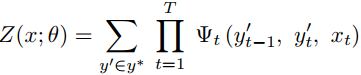 Z(x; θ) = ∑_{y′∈y*} ∏_{t=1}^{T} Ψ_t (y′_{t−1}, y′_t, x_t)